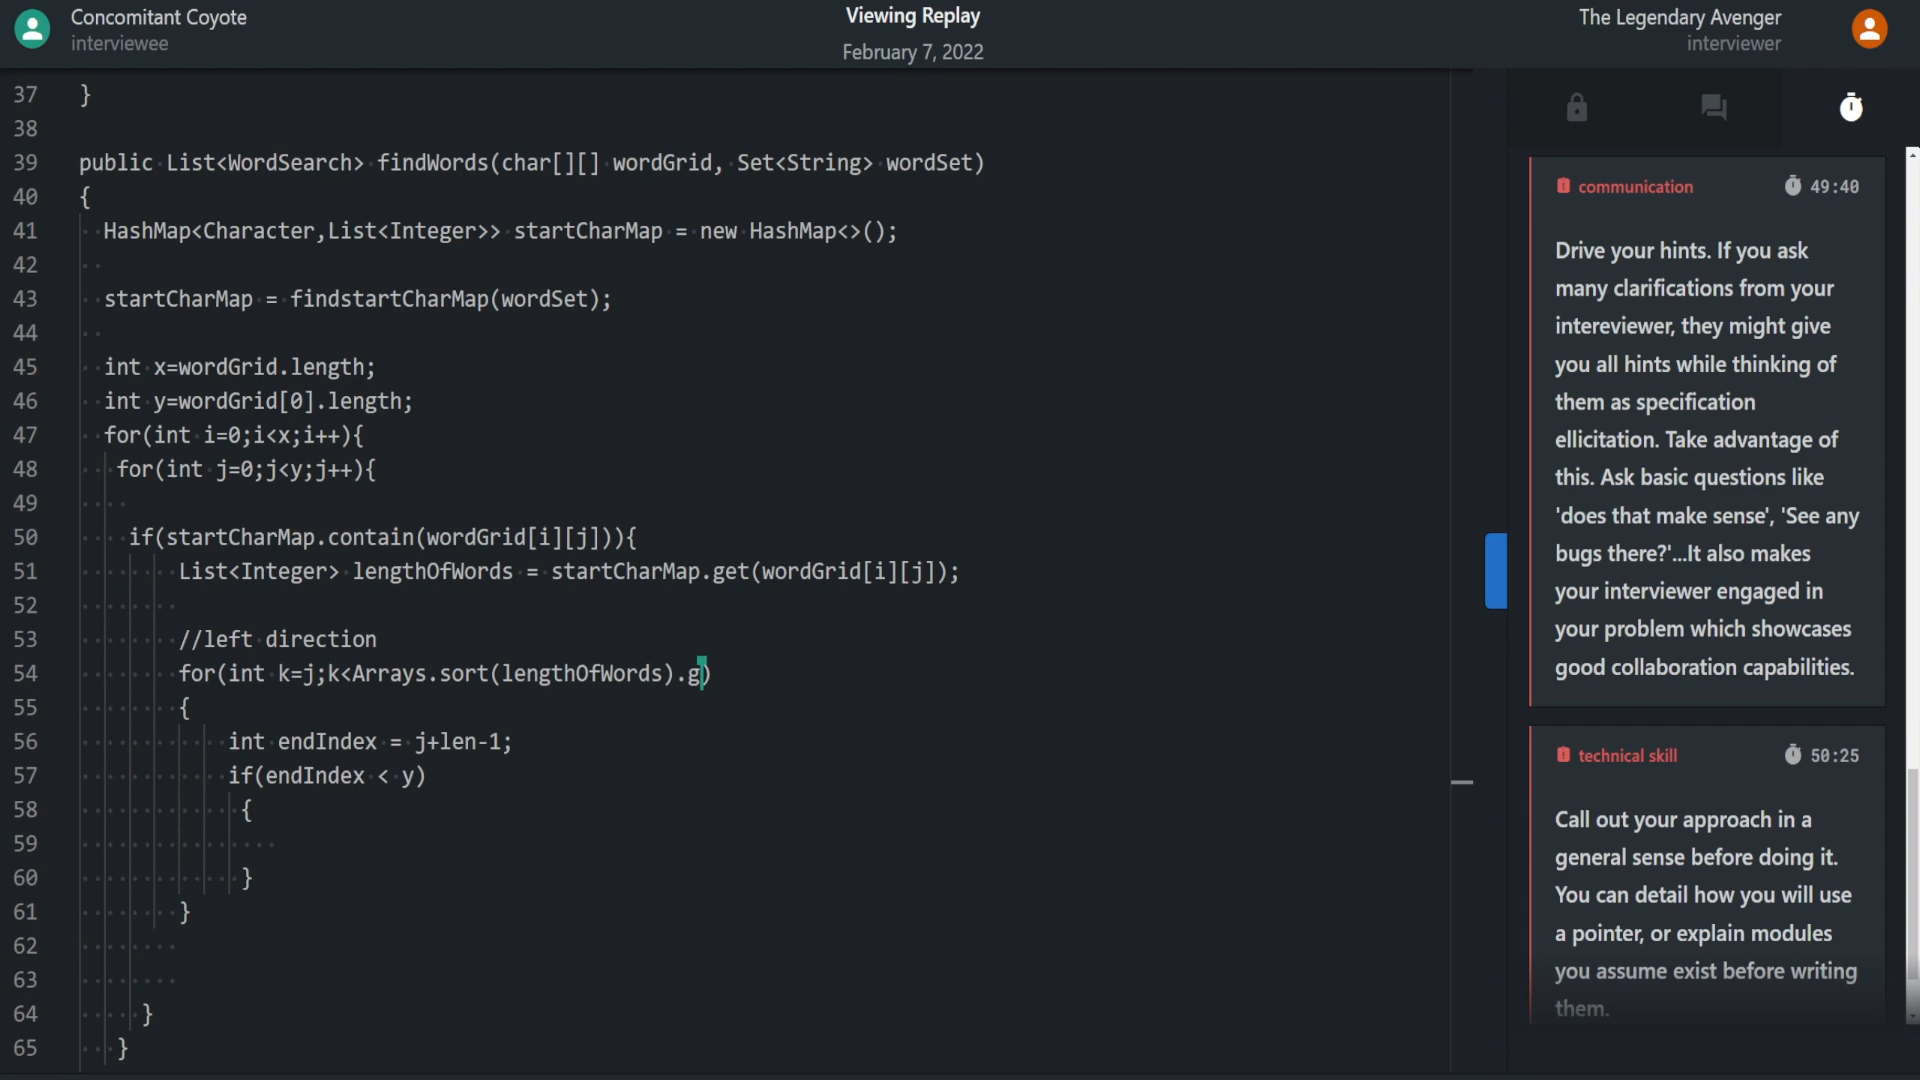 Concomitant Coyote
interviewee
Viewing Replay
February 7, 2022
The Legendary Avenger
interviewer
37 }
38
39 public List<WordSearch> findWords(char[][] wordGrid, Set<String> wordSet)
40 {
41 HashMap<Character,List<Integer>> startCharMap = new HashMap<>();
42
43 startCharMap = findstartCharMap(wordSet);
44
45 int x=wordGrid.length;
46 int y=wordGrid[0].length;
47 for(int i=0;i<x;i++){
48 for(int j=0;j<y;j++){
49
50 if(startCharMap.contain(wordGrid[i][j])){
51 List<Integer> lengthOfWords = startCharMap.get(wordGrid[i][j]);
52
53 //left direction
54 for(int k=j;k<Arrays.sort(lengthOfWords).g)
55 {
56 int endIndex = j+len-1;
57 if(endIndex < y)
58 {
59
60 }
61 }
62
63
64 }
65 }
communication 49:40
Drive your hints. If you ask
many clarifications from your
intereviewer, they might give
you all hints while thinking of
them as specification
ellicitation. Take advantage of
this. Ask basic questions like
'does that make sense', 'See any
bugs there?'...It also makes
your interviewer engaged in
your problem which showcases
good collaboration capabilities.
technical skill 50:25
Call out your approach in a
general sense before doing it.
You can detail how you will use
a pointer, or explain modules
you assume exist before writing
them.